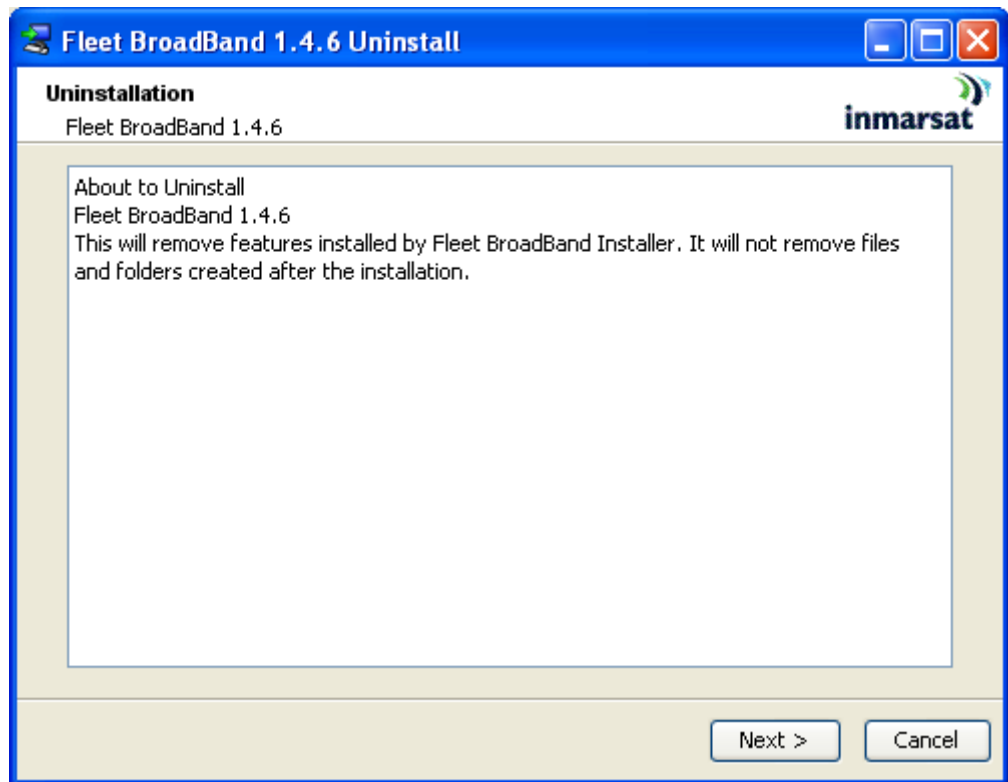 Fleet BroadBand 1.4.6 Uninstall
Uninstallation
Fleet BroadBand 1.4.6
inmarsat
About to Uninstall
Fleet BroadBand 1.4.6
This will remove features installed by Fleet BroadBand Installer. It will not remove files
and folders created after the installation.
Next >
Cancel